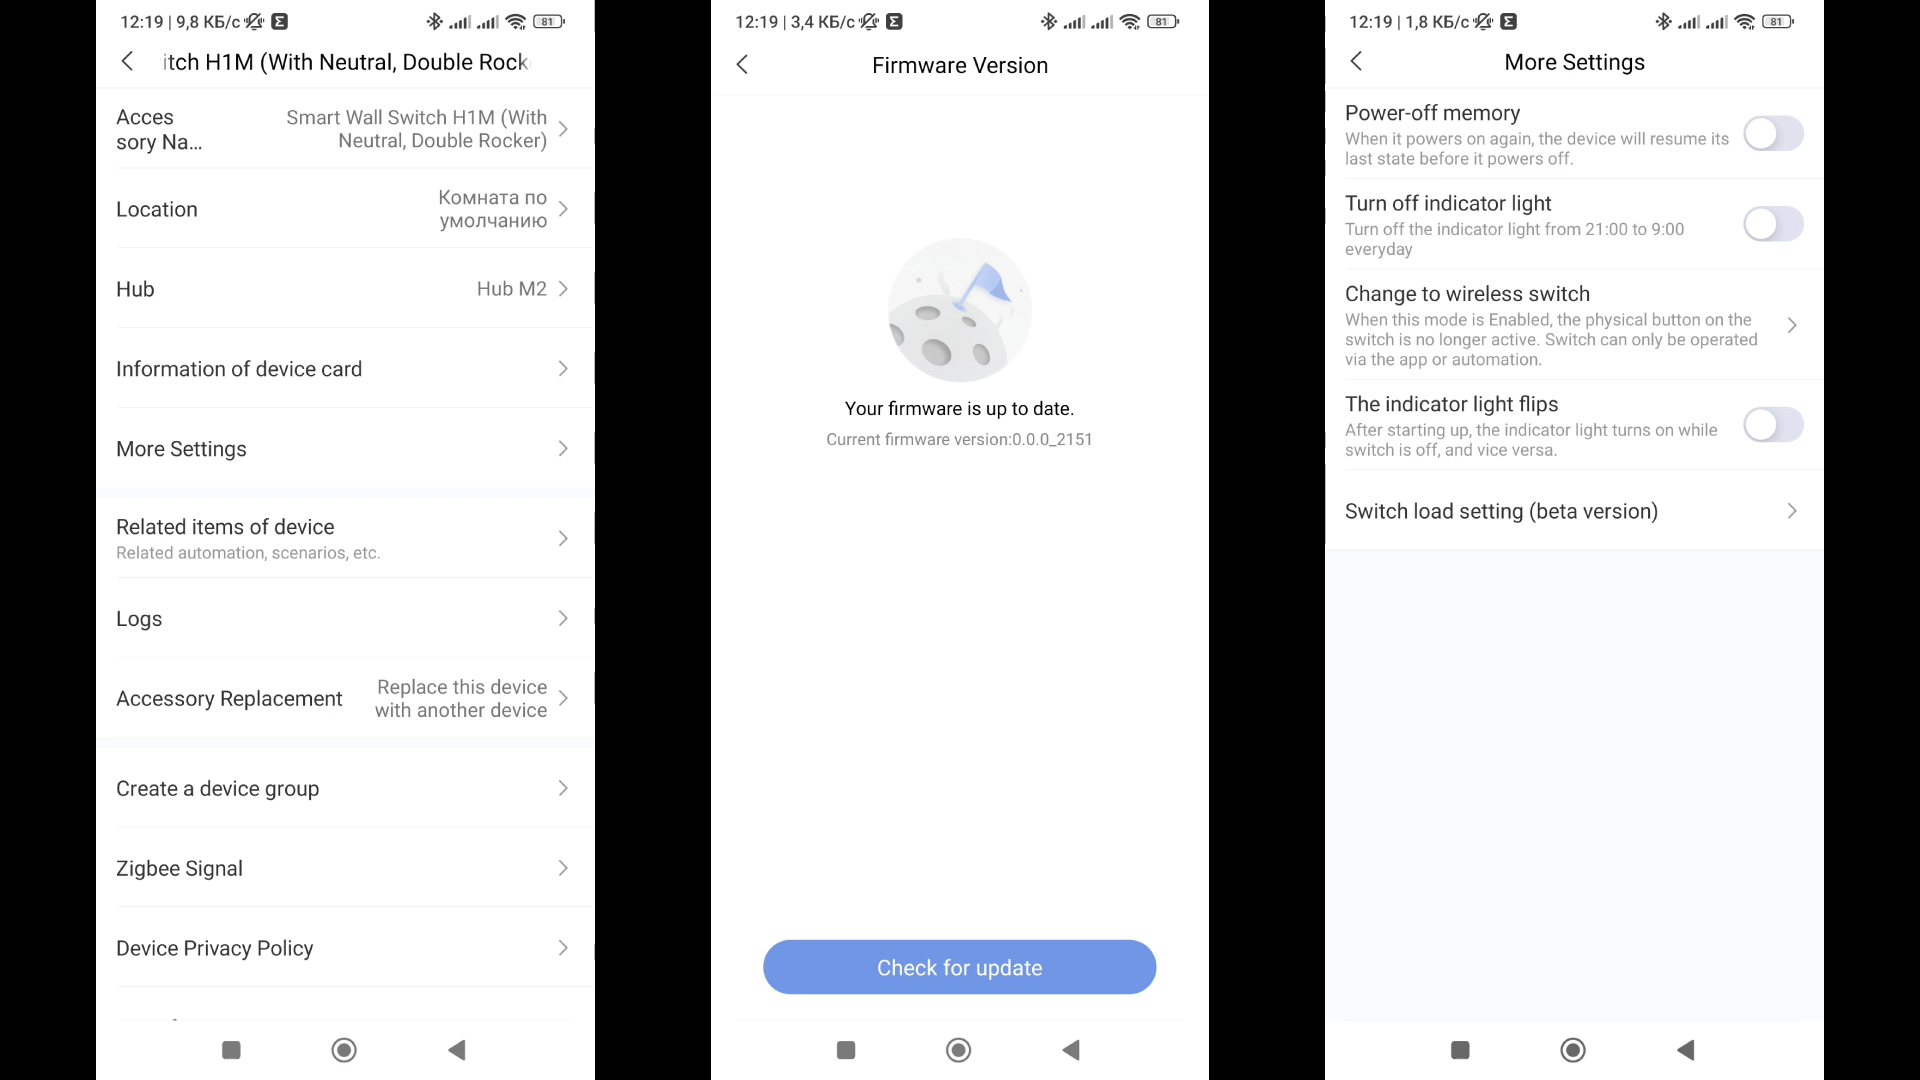 12:19 | 9,8 КБ/с
81
itch H1M (With Neutral, Double Rock
Acces
sory Na...
Smart Wall Switch H1M (With
Neutral, Double Rocker)
Location
Комната по
умолчанию
Hub
Hub M2
Information of device card
More Settings
Related items of device
Related automation, scenarios, etc.
Logs
Accessory Replacement
Replace this device
with another device
Create a device group
Zigbee Signal
Device Privacy Policy
12:19 | 3,4 КБ/с
81
Firmware Version
Your firmware is up to date.
Current firmware version:0.0.0_2151
Check for update
12:19 | 1,8 КБ/с
81
More Settings
Power-off memory
When it powers on again, the device will resume its
last state before it powers off.
Turn off indicator light
Turn off the indicator light from 21:00 to 9:00
everyday
Change to wireless switch
When this mode is Enabled, the physical button on the
switch is no longer active. Switch can only be operated
via the app or automation.
The indicator light flips
After starting up, the indicator light turns on while
switch is off, and vice versa.
Switch load setting (beta version)